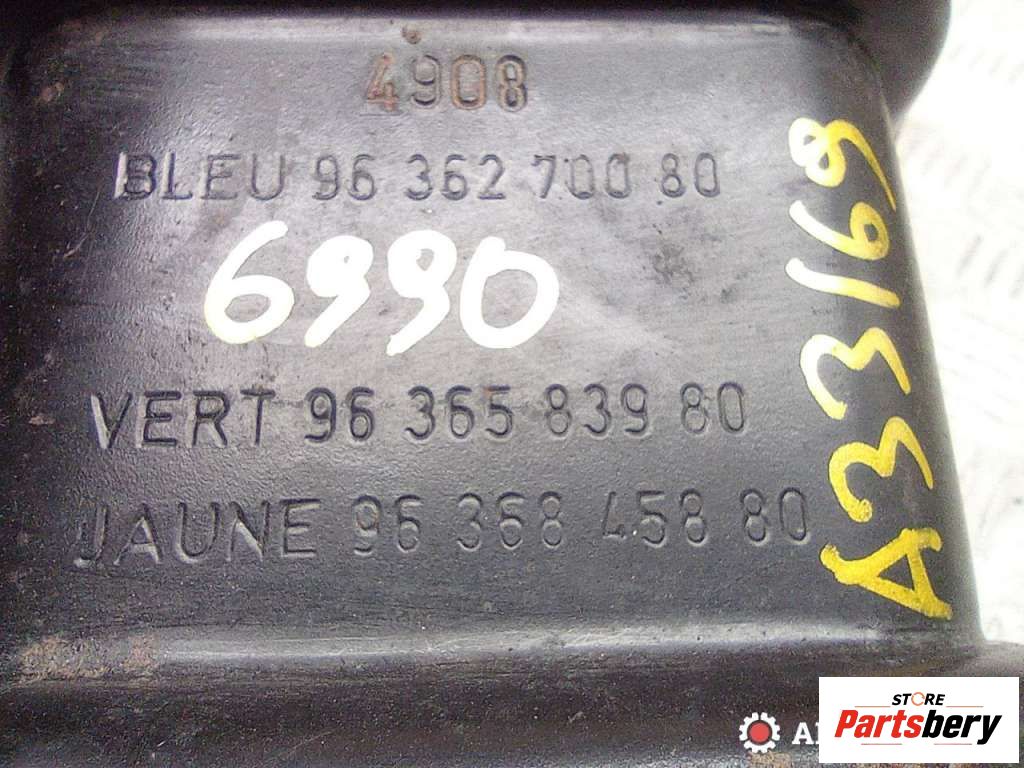 4908
BLEU 96 362 700 80
6990
VERT 96 365 839 80
JAUNE 96 368 458 80
A33169
STORE
Partsbery